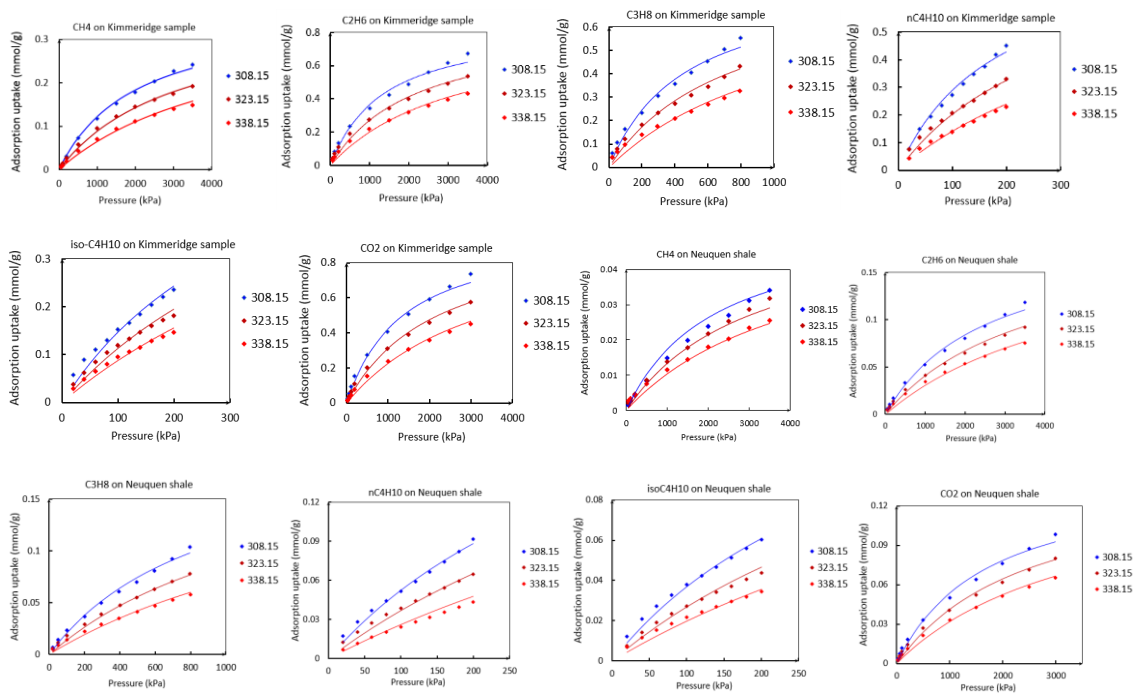 CH4 on Kimmeridge sample
Adsorption uptake (mmol/g)
0.3
0.2
0.1
0
0 1000 2000 3000 4000
Pressure (kPa)
308.15
323.15
338.15
C2H6 on Kimmeridge sample
Adsorption uptake (mmol/g)
0.8
0.6
0.4
0.2
0
0 1000 2000 3000 4000
Pressure (kPa)
308.15
323.15
338.15
C3H8 on Kimmeridge sample
Adsorption uptake (mmol/g)
0.6
0.5
0.4
0.3
0.2
0.1
0
0 200 400 600 800 1000
Pressure (kPa)
308.15
323.15
338.15
nC4H10 on Kimmeridge sample
Adsorption uptake (mmol/g)
0.5
0.4
0.3
0.2
0.1
0
0 100 200 300
Pressure (kPa)
308.15
323.15
338.15
iso-C4H10 on Kimmeridge sample
Adsorption uptake (mmol/g)
0.3
0.2
0.1
0
0 100 200 300
Pressure (kPa)
308.15
323.15
338.15
CO2 on Kimmeridge sample
Adsorption uptake (mmol/g)
0.8
0.6
0.4
0.2
0.0
0 1000 2000 3000 4000
Pressure (kPa)
308.15
323.15
338.15
CH4 on Neuquen shale
Adsorption uptake (mmol/g)
0.04
0.03
0.02
0.01
0
0 1000 2000 3000 4000
Pressure (kPa)
308.15
323.15
338.15
C2H6 on Neuquen shale
Adsorption uptake (mmol/g)
0.15
0.10
0.05
0.00
0 1000 2000 3000 4000
Pressure (kPa)
308.15
323.15
338.15
C3H8 on Neuquen shale
Adsorption uptake (mmol/g)
0.15
0.1
0.05
0
0 200 400 600 800 1000
Pressure (kPa)
308.15
323.15
338.15
nC4H10 on Neuquen shale
Adsorption uptake (mmol/g)
0.12
0.09
0.06
0.03
0
0 50 100 150 200 250
Pressure (kPa)
308.15
323.15
338.15
isoC4H10 on Neuquen shale
Adsorption uptake (mmol/g)
0.08
0.06
0.04
0.02
0
0 50 100 150 200 250
Pressure (kPa)
308.15
323.15
338.15
CO2 on Neuquen shale
Adsorption uptake (mmol/g)
0.12
0.09
0.06
0.03
0
0 1000 2000 3000
Pressure (kPa)
308.15
323.15
338.15